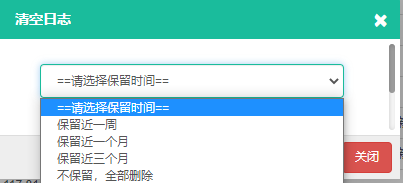 清空日志
==请选择保留时间==
==请选择保留时间==
保留近一周
保留近一个月
保留近三个月
不保留，全部删除
关闭